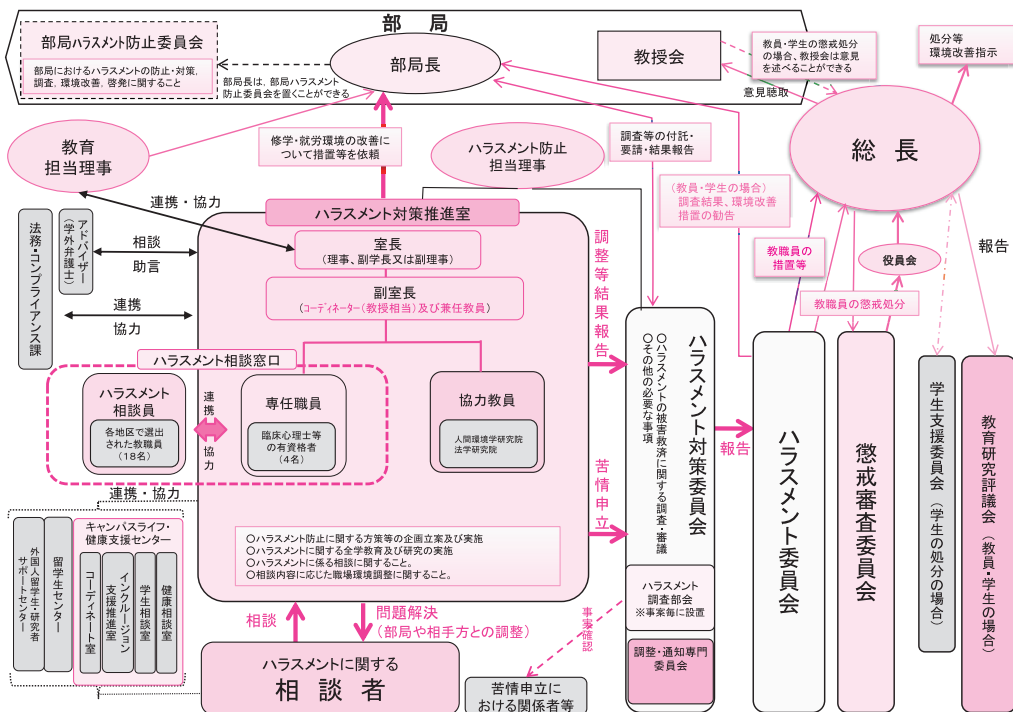 部　局
部局ハラスメント防止委員会
部局におけるハラスメントの防止・対策,
調査, 環境改善, 啓発に関すること
部局長
部局長は, 部局ハラスメント
防止委員会を置くことができる
教授会
教員・学生の懲戒処分
の場合, 教授会は意見
を述べることができる
意見聴取
処分等
環境改善指示
総　長
教育
担当理事
修学・就労環境の改善に
ついて措置等を依頼
ハラスメント防止
担当理事
調査等の付託・
要請・結果報告
(教員・学生の場合)
調査結果、環境改善
措置の勧告
教職員の
措置等
役員会
報告
教職員の懲戒処分
連携・協力
法務・コンプライアンス課
アドバイザー
(学外弁護士)
相談
助言
連携
協力
ハラスメント対策推進室
室長
(理事、副学長又は副理事)
副室長
(コーディネーター(教授相当)及び兼任教員)
ハラスメント相談窓口
ハラスメント
相談員
各地区で選出
された教職員
(18名)
連携
協力
専任職員
臨床心理士等
の有資格者
(4名)
協力教員
人間環境学研究院
法学研究院
調整等結果報告
苦情申立
〇ハラスメント防止に関する方策等の企画立案及び実施
〇ハラスメントに関する全学教育及び研究の実施
〇ハラスメントに係る相談に関すること。
〇相談内容に応じた職場環境調整に関すること。
連携・協力
外国人留学生・研究者
サポートセンター
留学生センター
キャンパスライフ・
健康支援センター
コーディネート室
インクルージョン
支援推進室
学生相談室
健康相談室
相談
問題解決
(部局や相手方との調整)
ハラスメントに関する
相 談 者
事案確認
苦情申立に
おける関係者等
ハラスメント対策委員会
〇ハラスメントの被害救済に関する調査・審議
〇その他の必要な事項
ハラスメント
調査部会
※事案毎に設置
調整・通知専門
委員会
報告
ハラスメント委員会
懲戒審査委員会
学生支援委員会(学生の処分の場合)
教育研究評議会(教員・学生の場合)